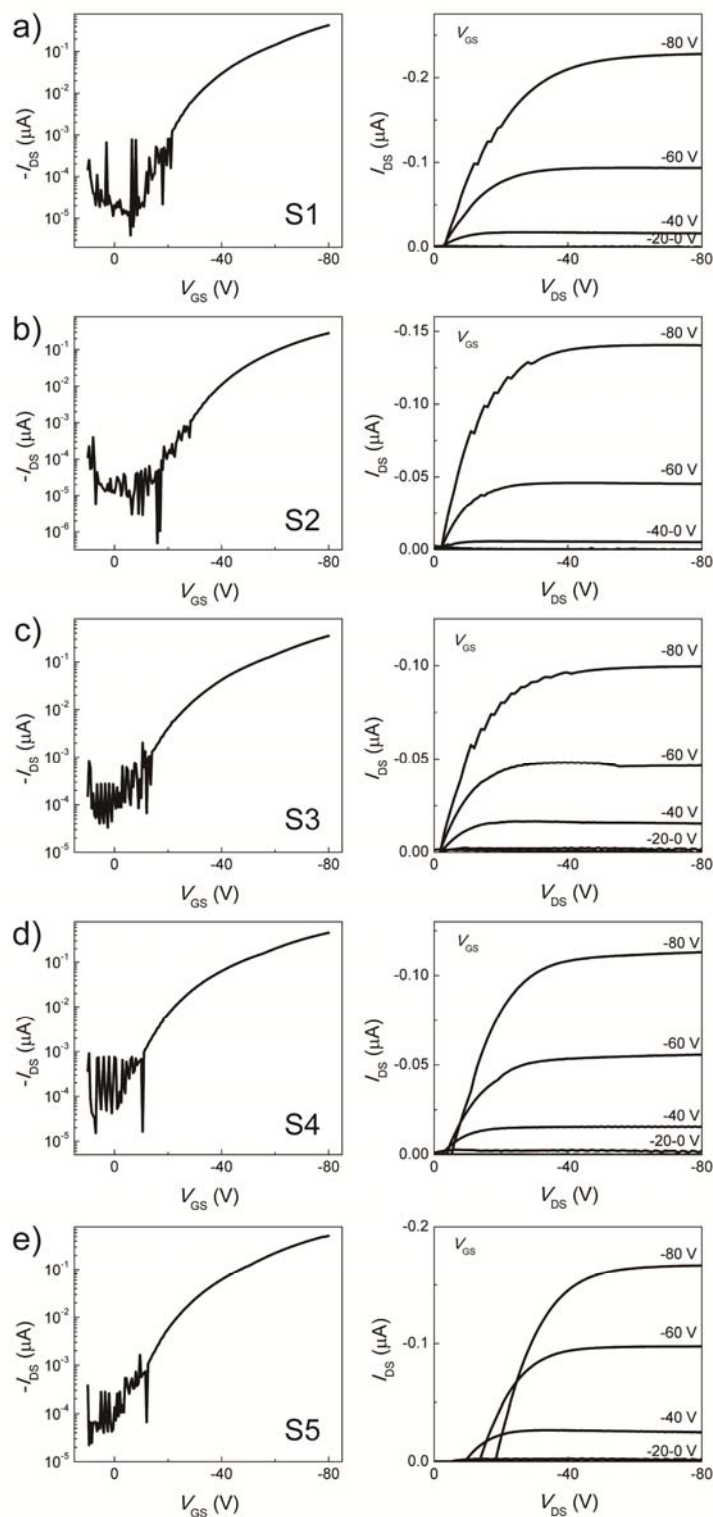 a)
-I_DS (µA)
10⁻¹
10⁻²
10⁻³
10⁻⁴
10⁻⁵
S1
0 -40 -80
V_GS (V)
I_DS (µA)
-0.2
-0.1
0.0
V_GS
-80 V
-60 V
-40 V
-20-0 V
0 -40 -80
V_DS (V)
b)
-I_DS (µA)
10⁻¹
10⁻²
10⁻³
10⁻⁴
10⁻⁵
10⁻⁶
S2
0 -40 -80
V_GS (V)
I_DS (µA)
-0.15
-0.10
-0.05
0.00
V_GS
-80 V
-60 V
-40-0 V
0 -40 -80
V_DS (V)
c)
-I_DS (µA)
10⁻¹
10⁻²
10⁻³
10⁻⁴
10⁻⁵
S3
0 -40 -80
V_GS (V)
I_DS (µA)
-0.10
-0.05
0.00
V_GS
-80 V
-60 V
-40 V
-20-0 V
0 -40 -80
V_DS (V)
d)
-I_DS (µA)
10⁻¹
10⁻²
10⁻³
10⁻⁴
10⁻⁵
S4
0 -40 -80
V_GS (V)
I_DS (µA)
-0.10
-0.05
0.00
V_GS
-80 V
-60 V
-40 V
-20-0 V
0 -40 -80
V_DS (V)
e)
-I_DS (µA)
10⁻¹
10⁻²
10⁻³
10⁻⁴
10⁻⁵
S5
0 -40 -80
V_GS (V)
I_DS (µA)
-0.2
-0.1
0.0
V_GS
-80 V
-60 V
-40 V
-20-0 V
0 -40 -80
V_DS (V)